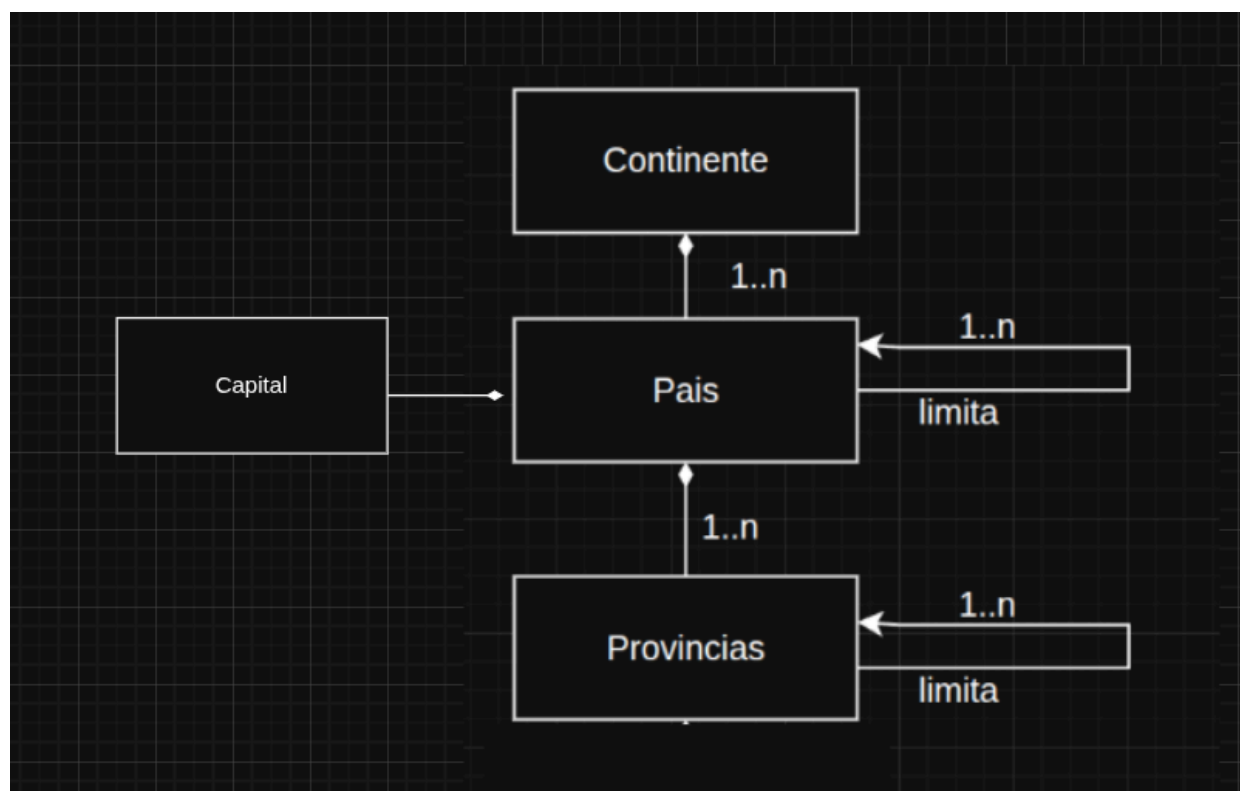 Continente
1..n
1..n
Capital
Pais
limita
1..n
1..n
Provincias
limita